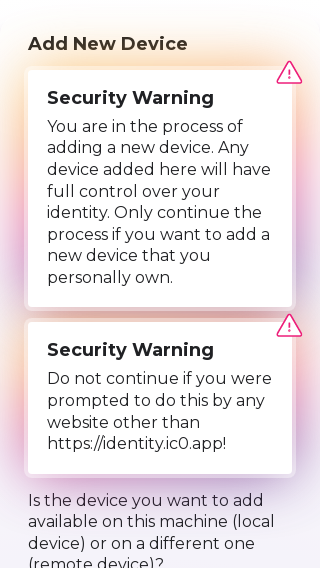 Add New Device
Security Warning
You are in the process of
adding a new device. Any
device added here will have
full control over your
identity. Only continue the
process if you want to add a
new device that you
personally own.
Security Warning
Do not continue if you were
prompted to do this by any
website other than
https://identity.ic0.app!
Is the device you want to add
available on this machine (local
device) or on a different one
(remote device)?